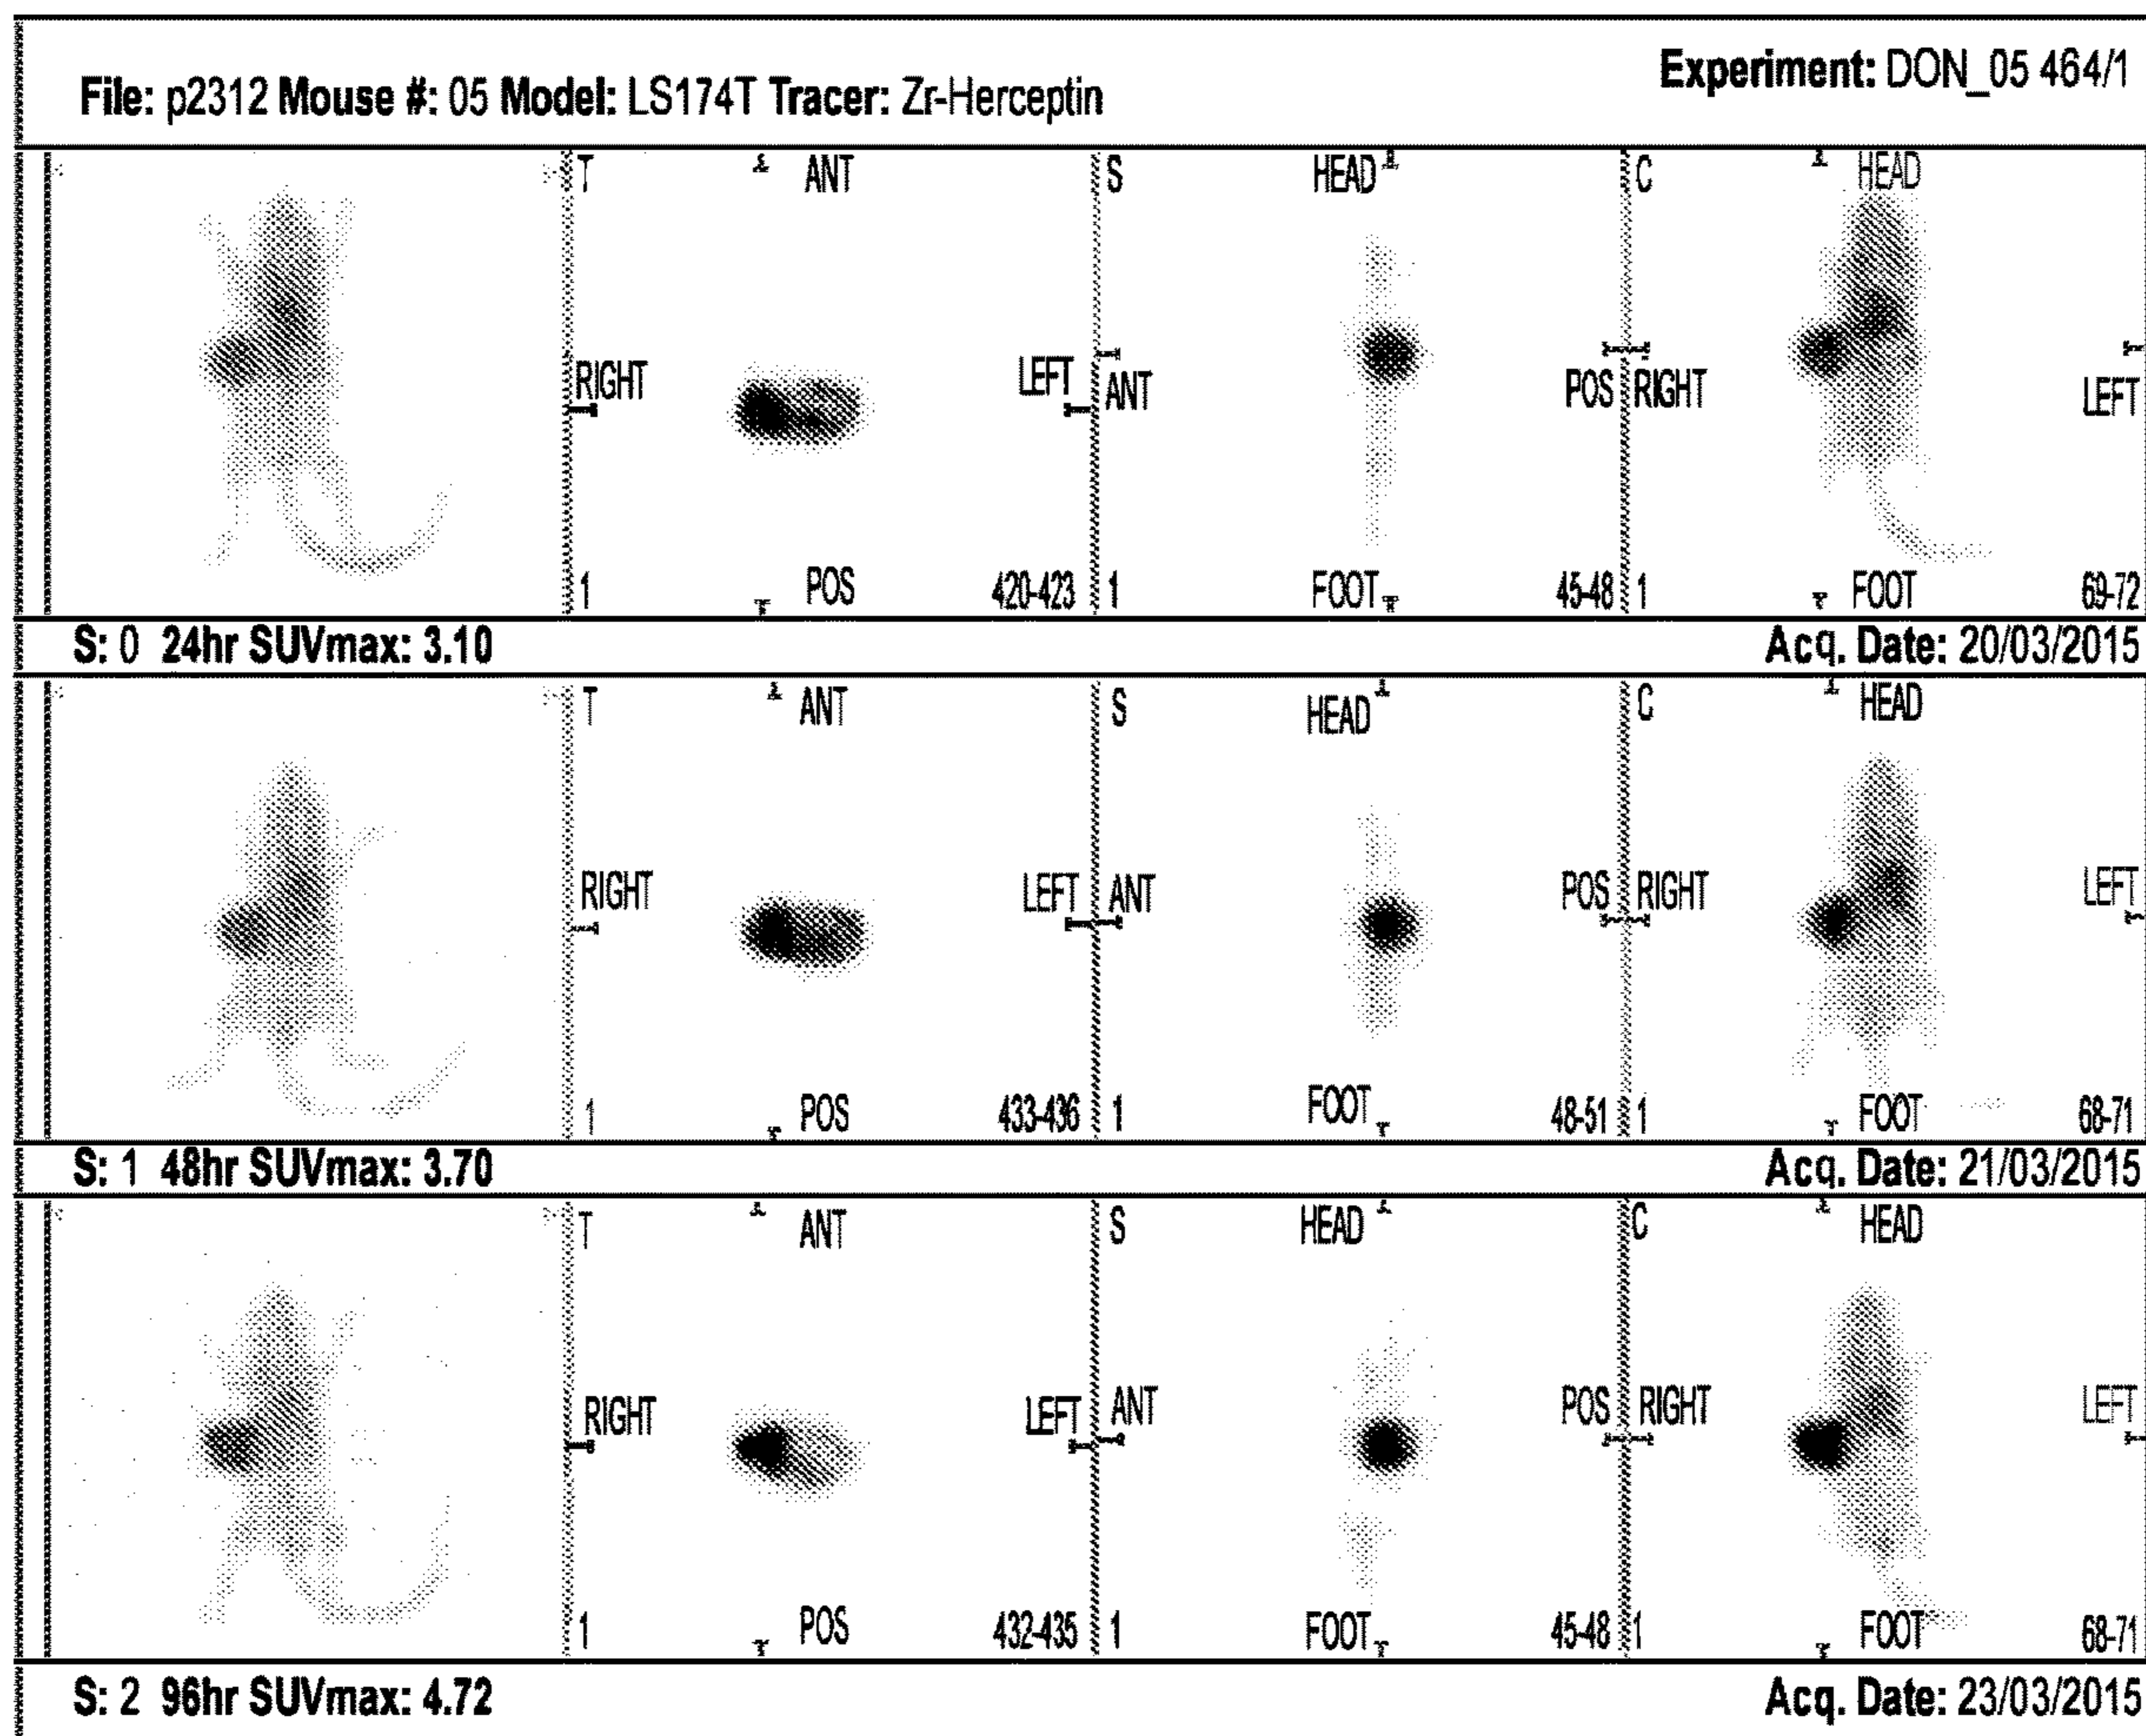 File: p2312 Mouse #: 05 Model: LS174T Tracer: Zr-Herceptin
Experiment: DON_05 464/1
T ANT S HEAD C HEAD
RIGHT LEFT ANT POS RIGHT LEFT
1 POS 420-423 1 FOOT 45-48 1 FOOT 69-72
S: 0 24hr SUVmax: 3.10 Acq. Date: 20/03/2015
T ANT S HEAD C HEAD
RIGHT LEFT ANT POS RIGHT LEFT
1 POS 433-436 1 FOOT 48-51 1 FOOT 68-71
S: 1 48hr SUVmax: 3.70 Acq. Date: 21/03/2015
T ANT S HEAD C HEAD
RIGHT LEFT ANT POS RIGHT LEFT
1 POS 432-435 1 FOOT 45-48 1 FOOT 68-71
S: 2 96hr SUVmax: 4.72 Acq. Date: 23/03/2015